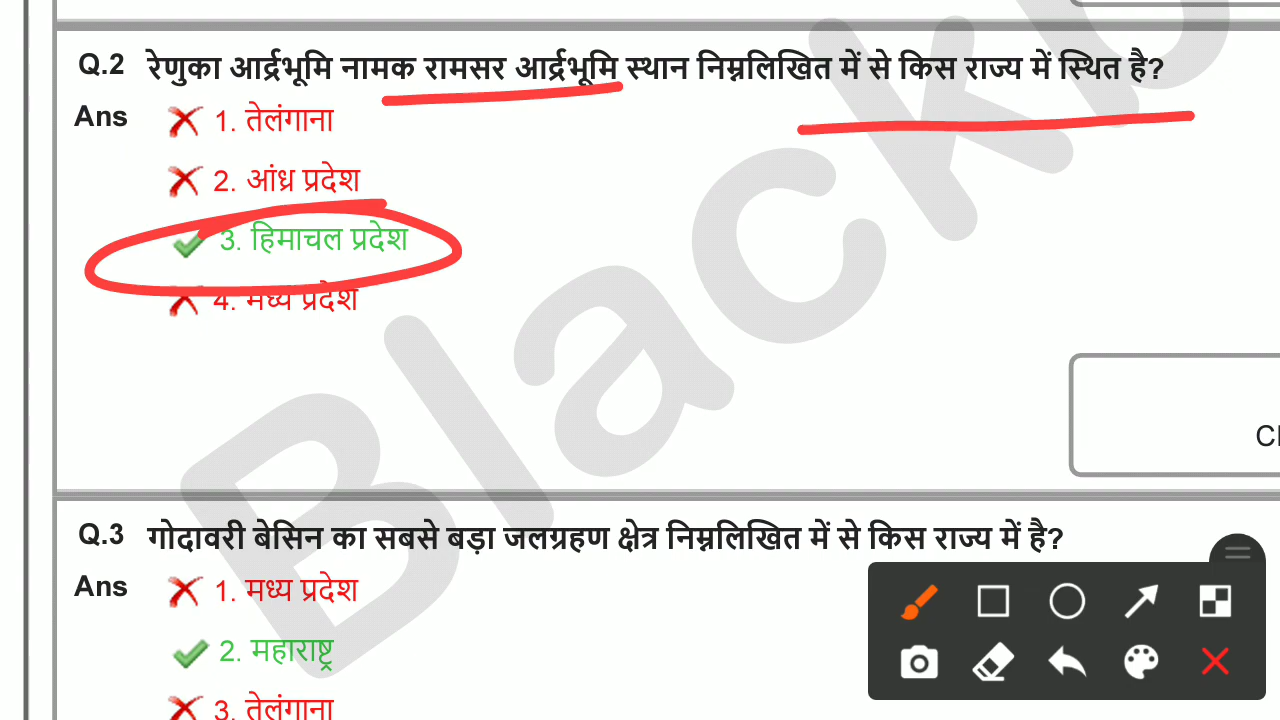 Q.2 रेणुका आर्द्रभूमि नामक रामसर आर्द्रभूमि स्थान निम्नलिखित में से किस राज्य में स्थित है?
Ans 1. तेलंगाना
2. आंध्र प्रदेश
3. हिमाचल प्रदेश
4. मध्य प्रदेश
Q.3 गोदावरी बेसिन का सबसे बड़ा जलग्रहण क्षेत्र निम्नलिखित में से किस राज्य में है?
Ans 1. मध्य प्रदेश
2. महाराष्ट्र
3. तेलंगाना